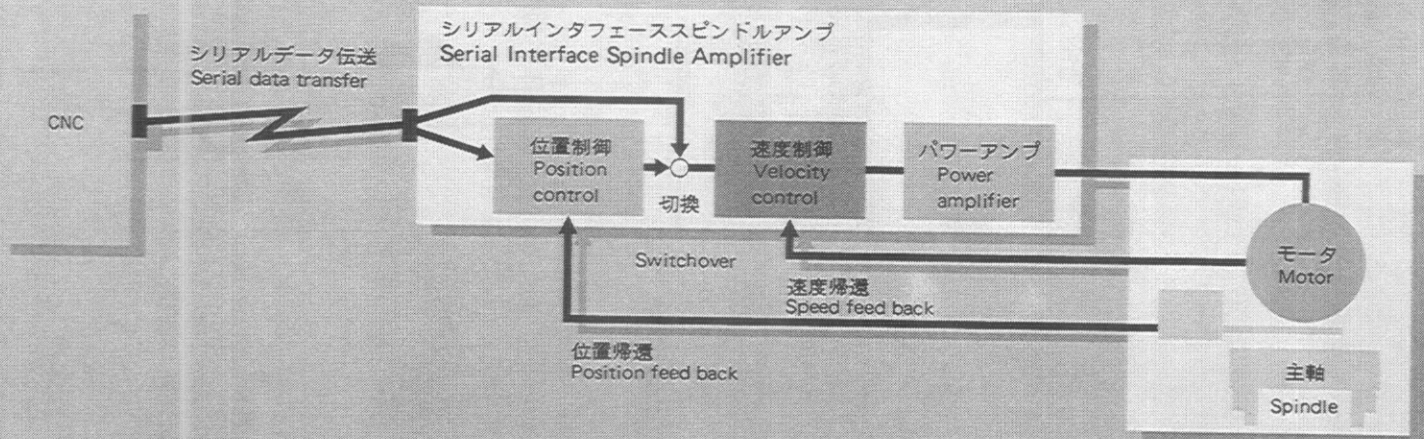 シリアルインタフェーススピンドルアンプ
Serial Interface Spindle Amplifier
シリアルデータ伝送
Serial data transfer
CNC
位置制御
Position
control
切換
Switchover
速度制御
Velocity
control
パワーアンプ
Power
amplifier
モータ
Motor
速度帰還
Speed feed back
位置帰還
Position feed back
主軸
Spindle